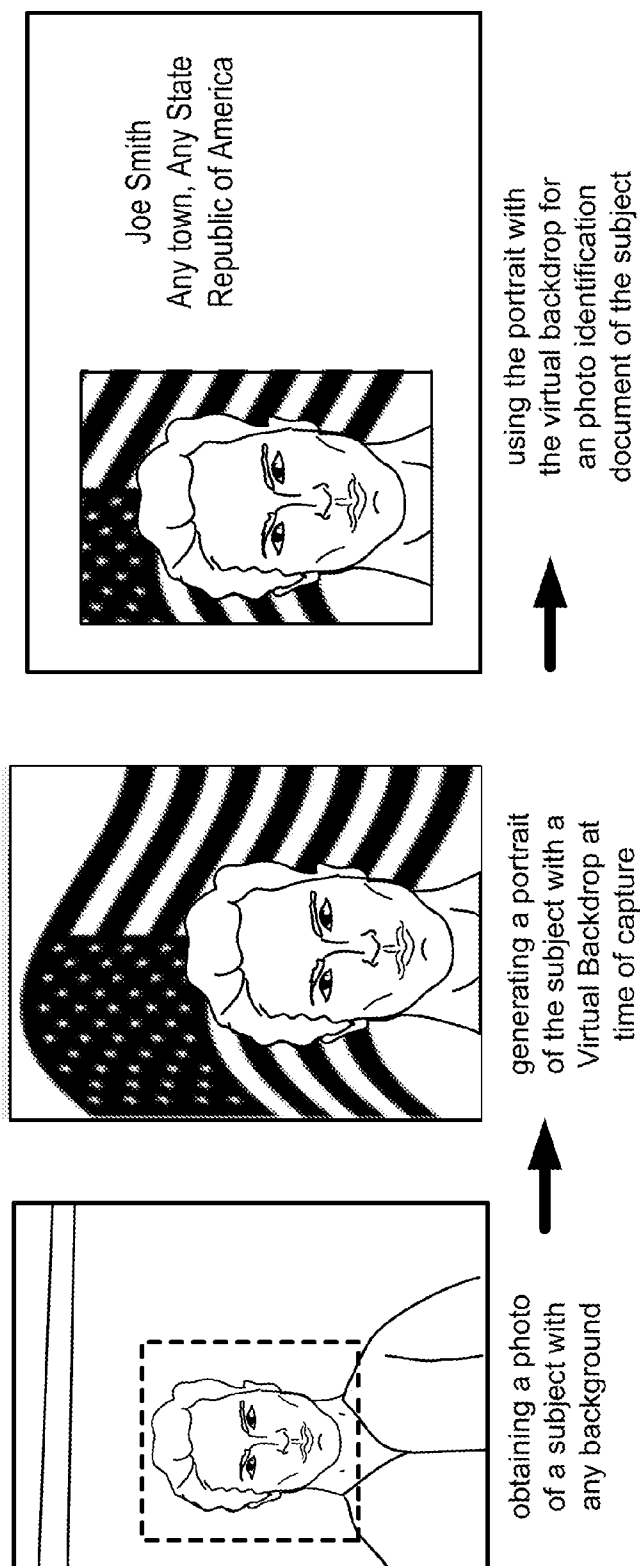 obtaining a photo
of a subject with
any background
generating a portrait
of the subject with a
Virtual Backdrop at
time of capture
Joe Smith
Any town, Any State
Republic of America
using the portrait with
the virtual backdrop for
an photo identification
document of the subject